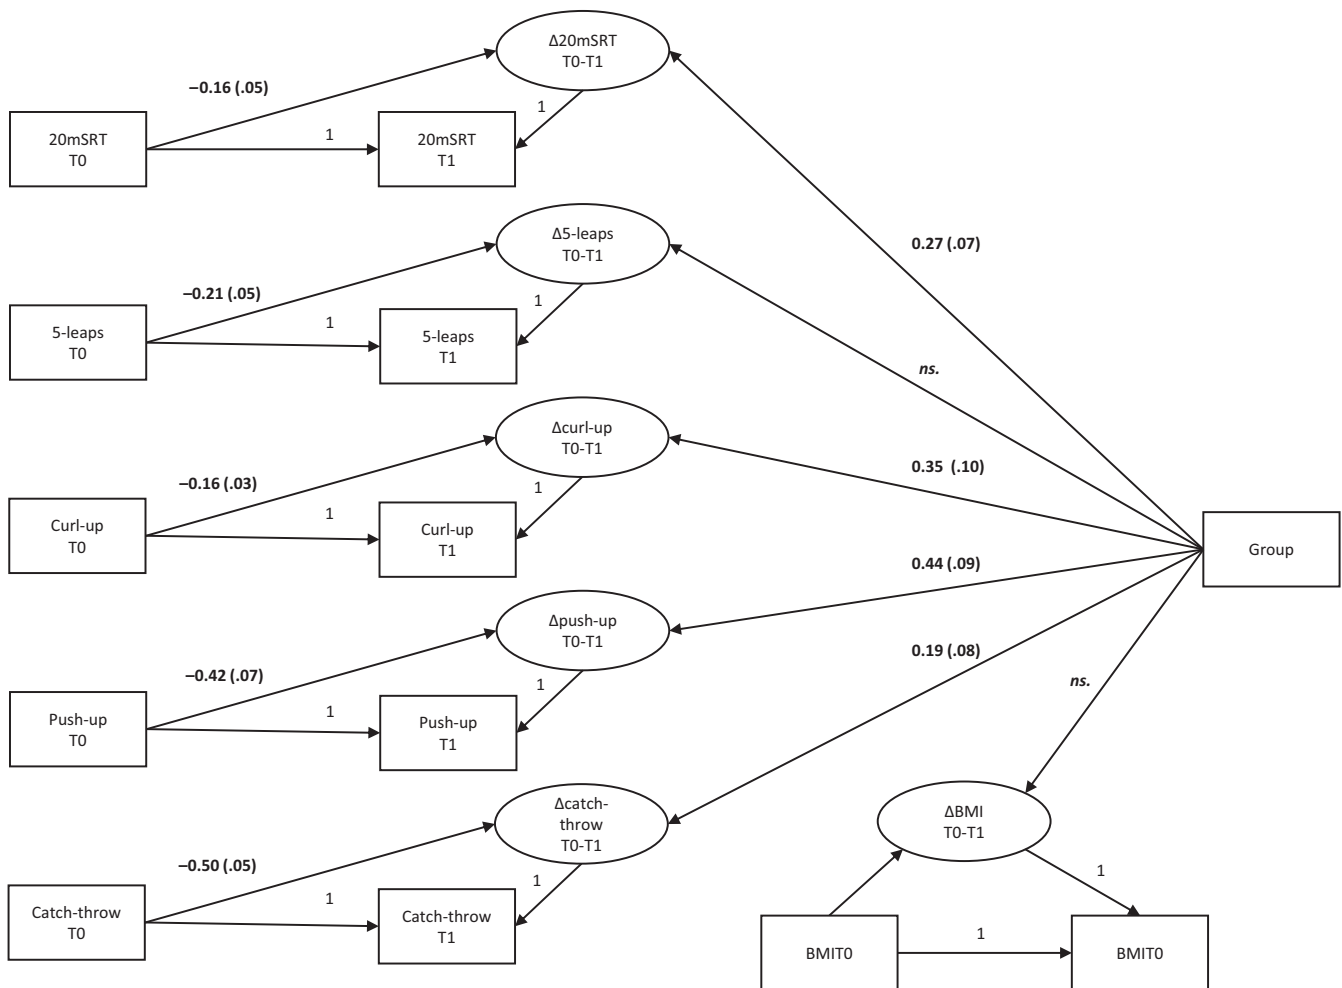 Δ20mSRT
T0-T1
−0.16 (.05)
1
20mSRT
T0
1
20mSRT
T1
Δ5-leaps
T0-T1
0.27 (.07)
−0.21 (.05)
1
5-leaps
T0
1
5-leaps
T1
ns.
Δcurl-up
T0-T1
0.35 (.10)
−0.16 (.03)
1
Curl-up
T0
1
Curl-up
T1
Group
0.44 (.09)
Δpush-up
T0-T1
0.19 (.08)
−0.42 (.07)
1
ns.
Push-up
T0
1
Push-up
T1
Δcatch-
throw
T0-T1
ΔBMI
T0-T1
−0.50 (.05)
1
1
Catch-throw
T0
1
Catch-throw
T1
BMIT0
1
BMIT0